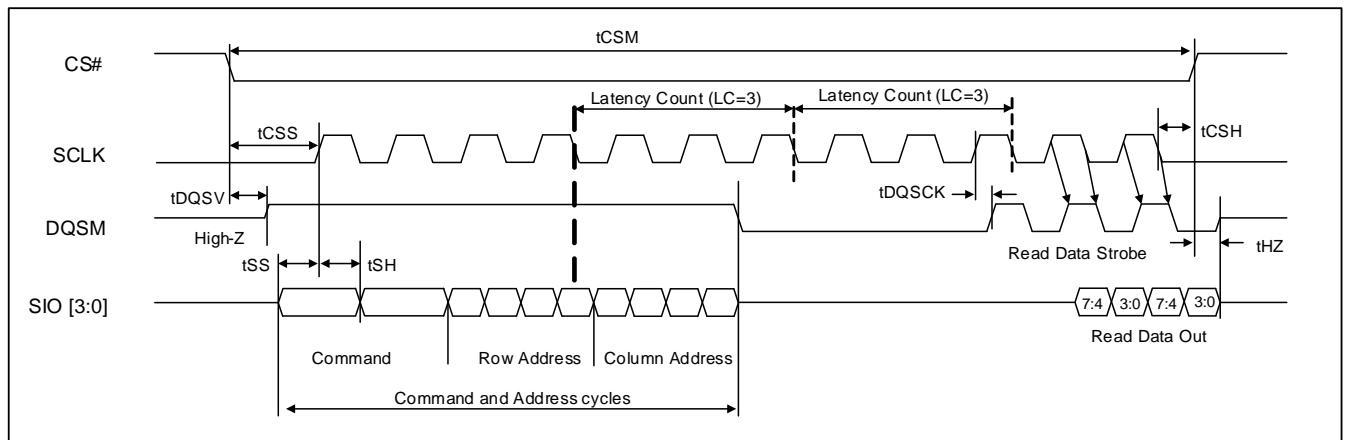 tCSM
CS#
Latency Count (LC=3) Latency Count (LC=3)
tCSS
tCSH
SCLK
tDQSV
tDQSCK
DQSM
High-Z
Read Data Strobe
tHZ
tSS tSH
SIO [3:0]
7:4 3:0 7:4 3:0
Read Data Out
Command Row Address Column Address
Command and Address cycles